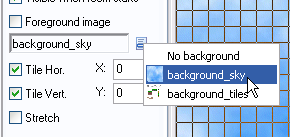 Foreground image
background_sky
No background
Tile Hor. X: 0
background_sky
Tile Vert. Y: 0
background_tiles
Stretch